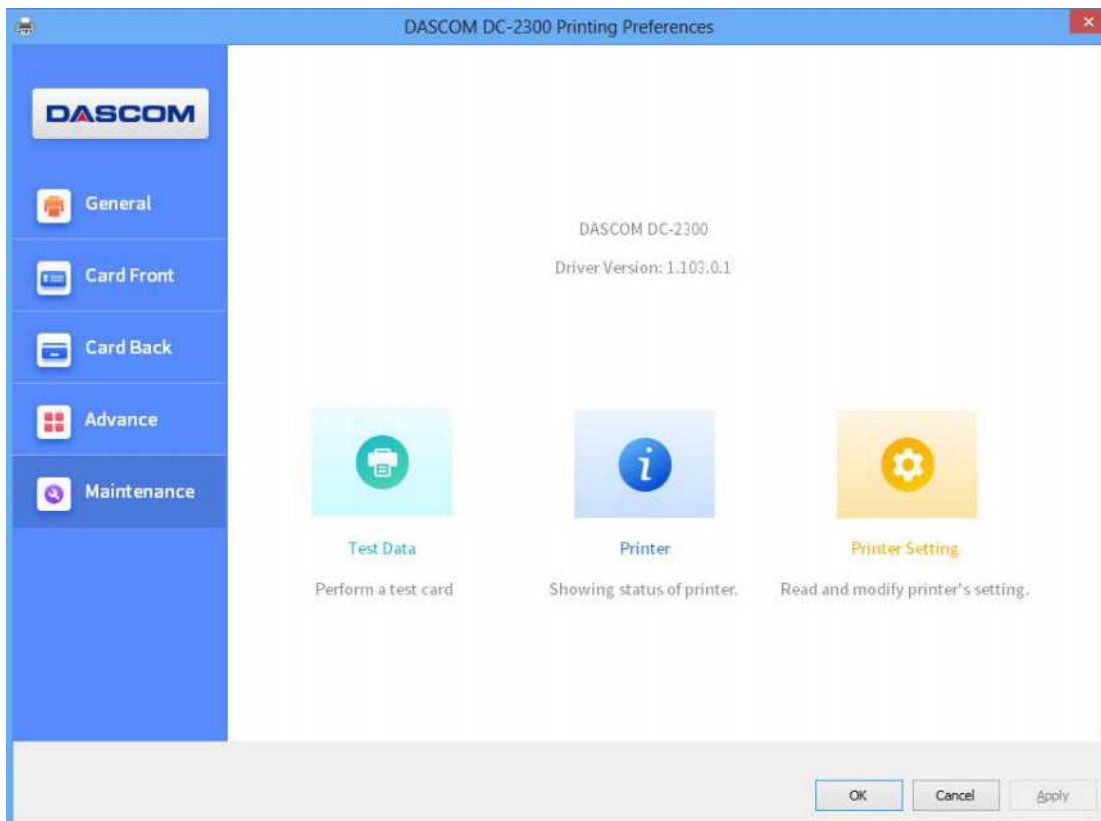 DASCOM DC-2300 Printing Preferences
DASCOM
General
Card Front
Card Back
Advance
Maintenance
DASCOM DC-2300
Driver Version: 1.103.0.1
Test Data
Perform a test card
Printer
Showing status of printer.
Printer Setting
Read and modify printer's setting.
OK
Cancel
Apply